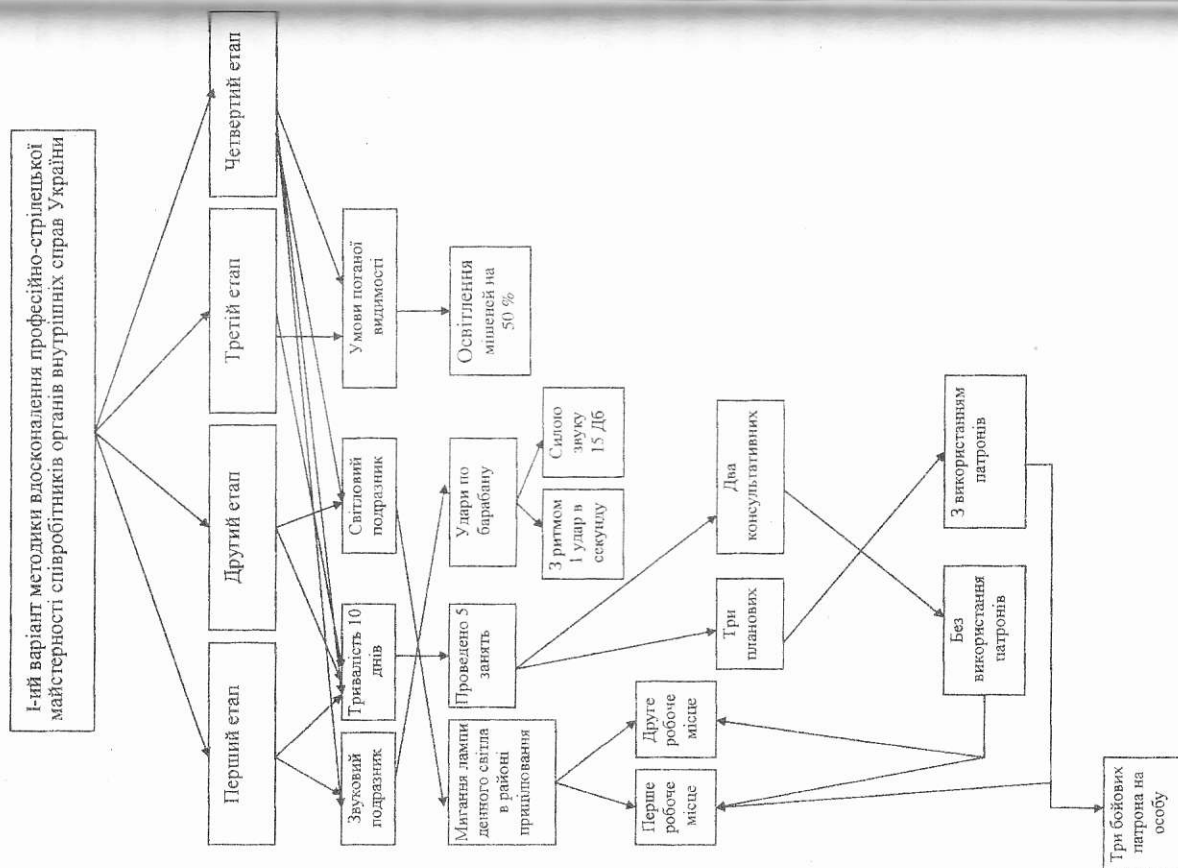 І-ий варіант методики вдосконалення професійно-стрілецької
майстерності співробітників органів внутрішніх справ України
Перший етап
Другий етап
Третій етап
Четвертий етап
Звуковий
подразник
Тривалість 10
днів
Світловий
подразник
Умови поганої
видимості
Мигання лампи
денного світла
в районі
прицілювання
Проведено 5
занять
Удари по
барабану
Освітлення
мішеней на
50 %
З ритмом
1 удар в
секунду
Силою
звуку
15 Дб
Перше
робоче
місце
Друге
робоче
місце
Три
планових
Два
консультативних
Без
використання
патронів
З використанням
патронів
Три бойових
патрона на
особу